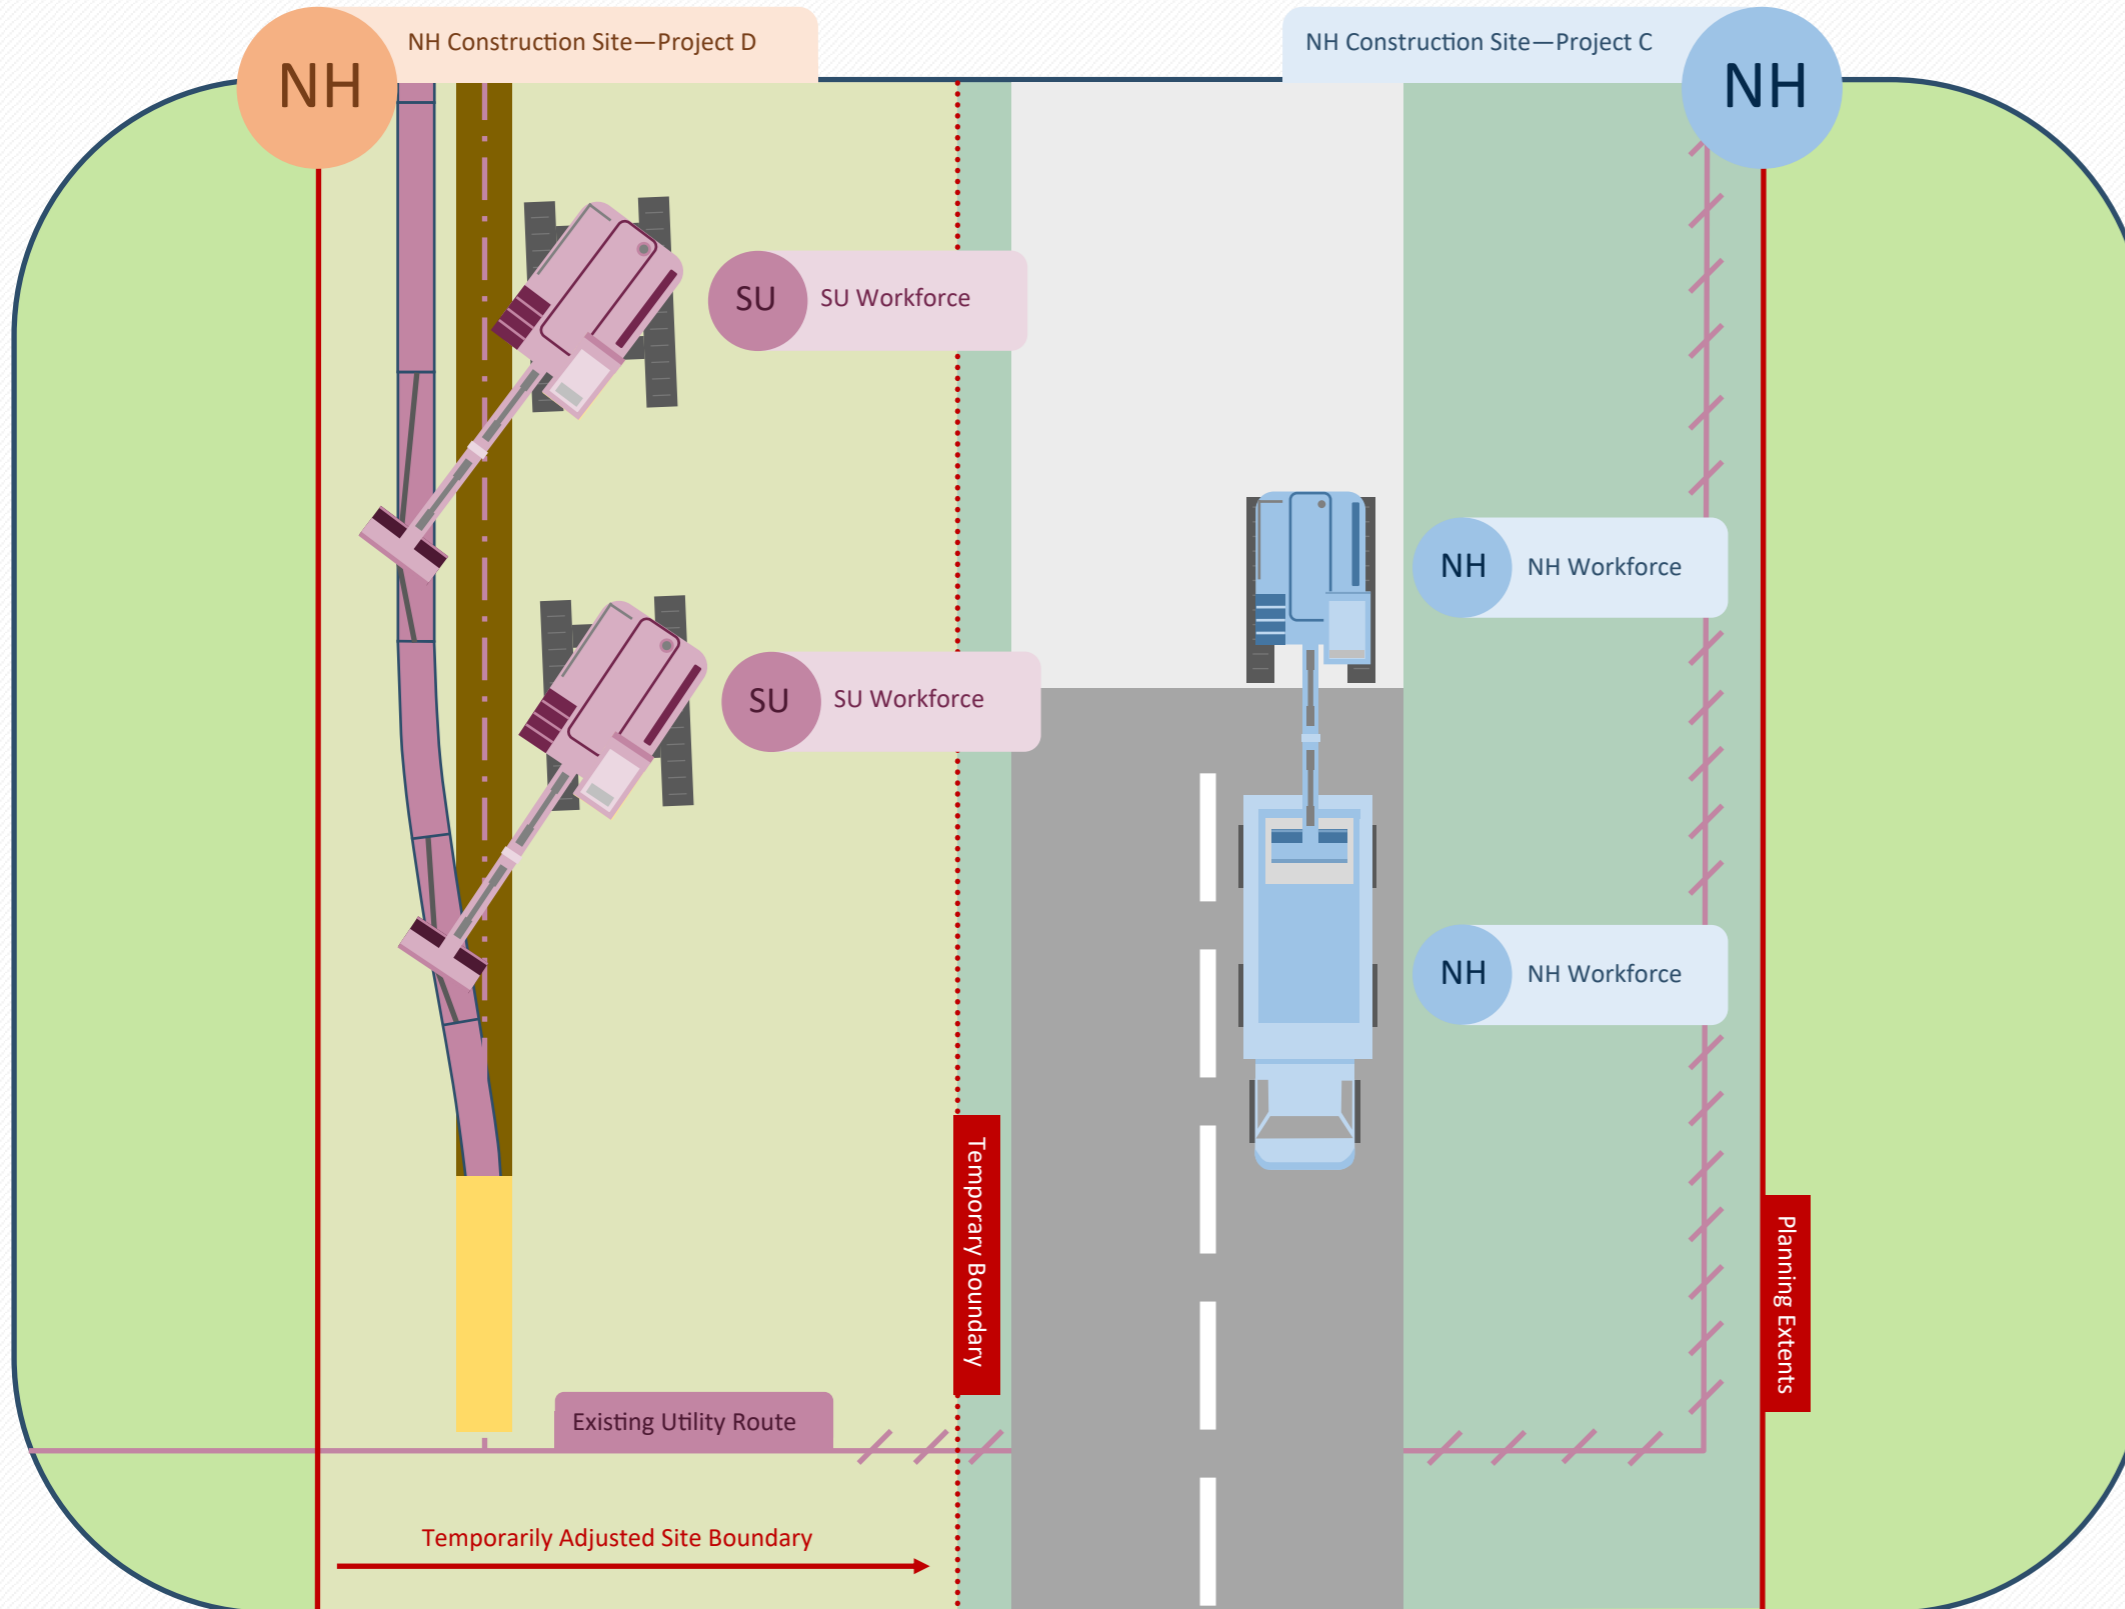 NH
NH Construction Site—Project D
NH Construction Site—Project C
NH
SU
SU Workforce
NH
NH Workforce
SU
SU Workforce
NH
NH Workforce
Temporary Boundary
Planning Extents
Existing Utility Route
Temporarily Adjusted Site Boundary